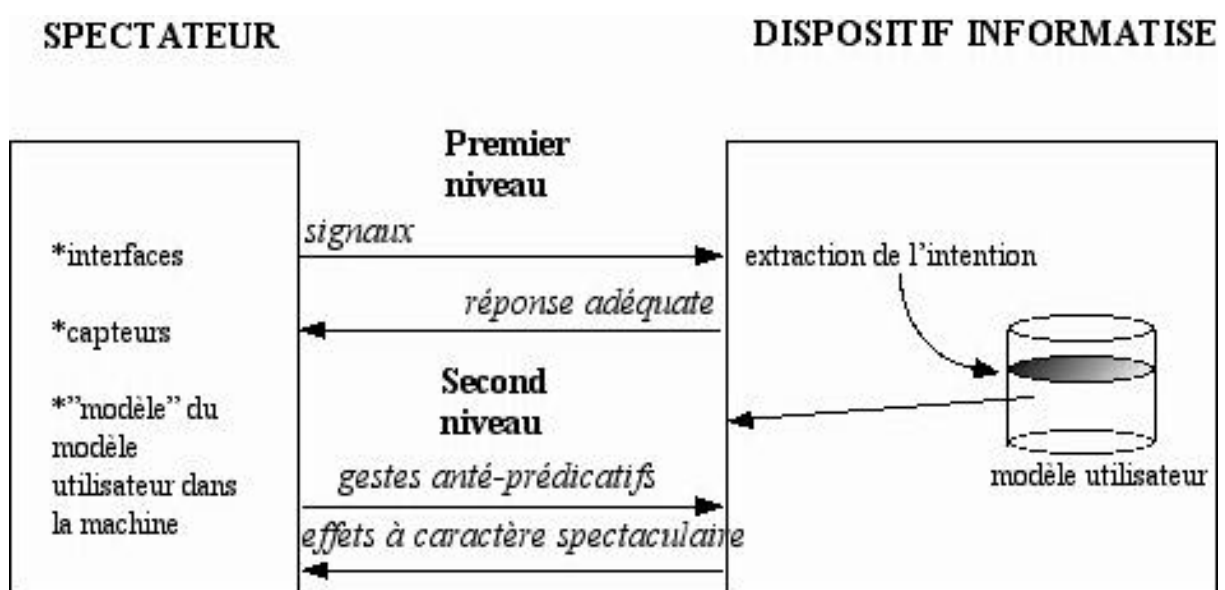 SPECTATEUR
DISPOSITIF INFORMATISE
Premier
niveau
signaux
*interfaces
extraction de l'intention
réponse adéquate
*capteurs
Second
niveau
*”modèle” du
modèle
utilisateur dans
la machine
modèle utilisateur
gestes anté-prédicatifs
effets à caractère spectaculaire